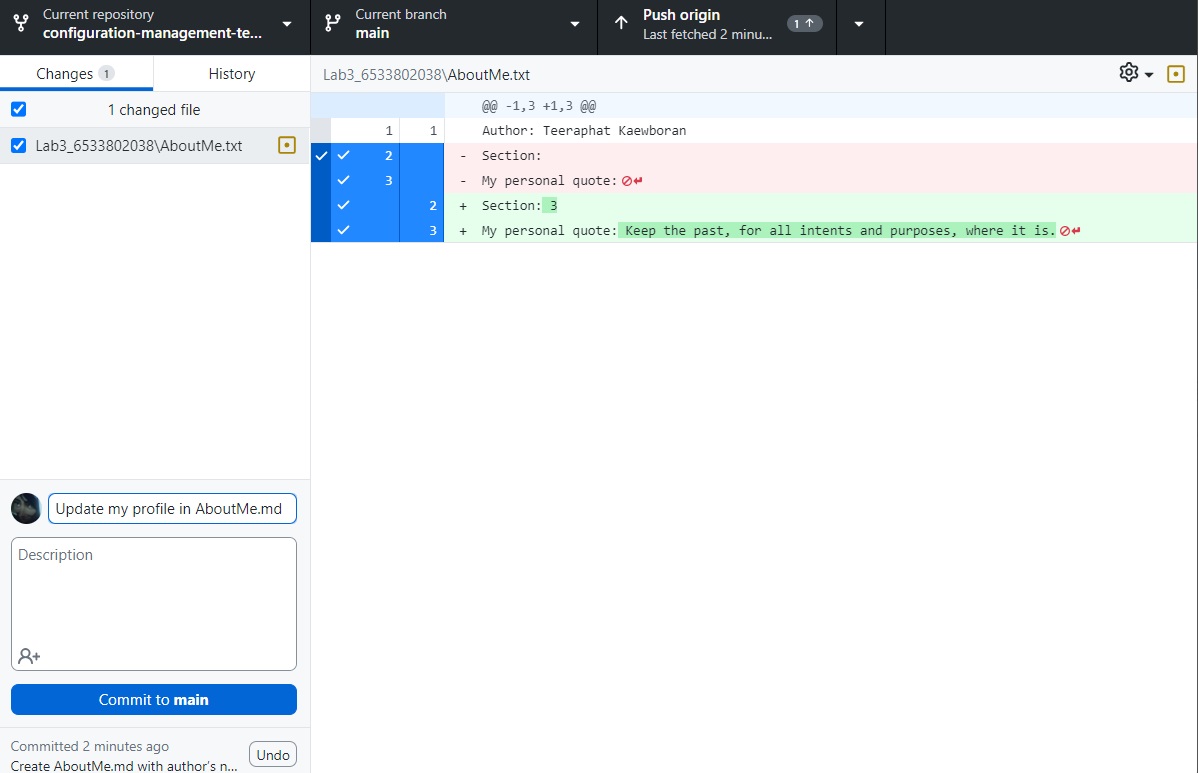 Current repository
configuration-management-te...
Current branch
main
Push origin
Last fetched 2 minu...
1
Changes 1
History
1 changed file
Lab3_6533802038\AboutMe.txt
Lab3_6533802038\AboutMe.txt
@@ -1,3 +1,3 @@
1 1 Author: Teeraphat Kaewboran
2 - Section:
3 - My personal quote:
2 + Section: 3
3 + My personal quote: Keep the past, for all intents and purposes, where it is.
Update my profile in AboutMe.md
Description
Commit to main
Committed 2 minutes ago
Create AboutMe.md with author's n...
Undo